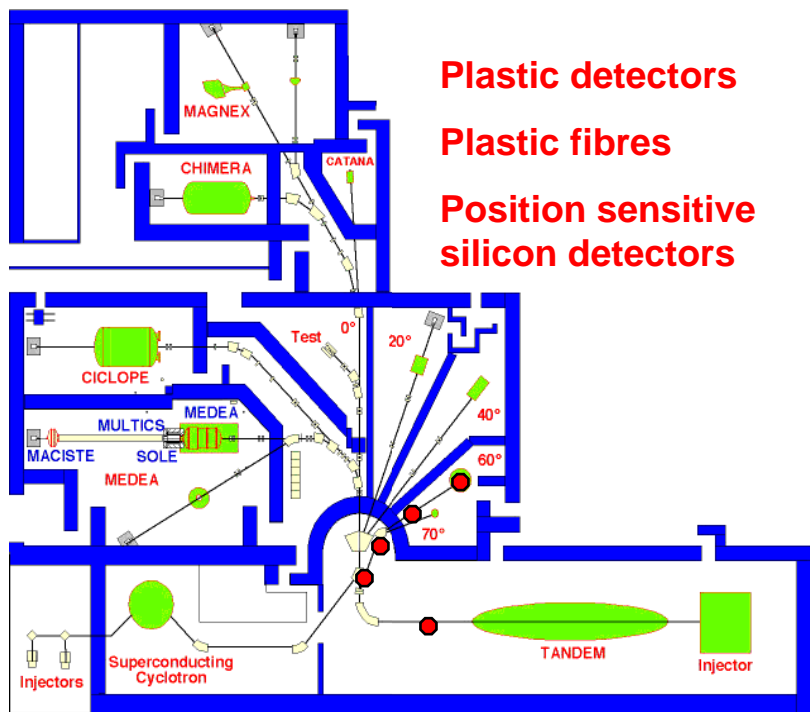 Plastic detectors
Plastic fibres
Position sensitive
silicon detectors
MAGNEX
CHIMERA
CATANA
0°
Test
20°
CICLOPE
40°
MULTICS
MEDEA
MACISTE
SOLE
60°
MEDEA
70°
Injectors
Superconducting
Cyclotron
TANDEM
Injector